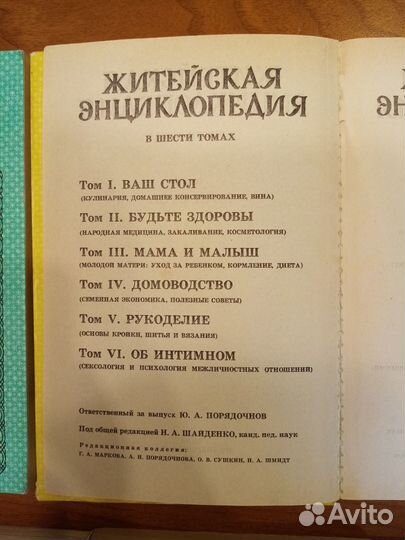 ЖИТЕЙСКАЯ
ЭНЦИКЛОПЕДИЯ
В ШЕСТИ ТОМАХ
Том I. ВАШ СТОЛ
(КУЛИНАРИЯ, ДОМАШНЕЕ КОНСЕРВИРОВАНИЕ, ВИНА)
Том II. БУДЬТЕ ЗДОРОВЫ
(НАРОДНАЯ МЕДИЦИНА, ЗАКАЛИВАНИЕ, КОСМЕТОЛОГИЯ)
Том III. МАМА И МАЛЫШ
(МОЛОДОЙ МАТЕРИ: УХОД ЗА РЕБЕНКОМ, КОРМЛЕНИЕ, ДИЕТА)
Том IV. ДОМОВОДСТВО
(СЕМЕЙНАЯ ЭКОНОМИКА, ПОЛЕЗНЫЕ СОВЕТЫ)
Том V. РУКОДЕЛИЕ
(ОСНОВЫ КРОЙКИ, ШИТЬЯ И ВЯЗАНИЯ)
Том VI. ОБ ИНТИМНОМ
(СЕКСОЛОГИЯ И ПСИХОЛОГИЯ МЕЖЛИЧНОСТНЫХ ОТНОШЕНИЙ)
Ответственный за выпуск Ю. А. ПОРЯДОЧНОВ
Под общей редакцией Н. А. ШАЙДЕНКО, канд. пед. наук
Редакционная коллегия:
Г. А. МАРКОВА, А. Н. ПОРЯДОЧНОВА, О. В. СУШКИН, Н. А. ШМИДТ
Avito